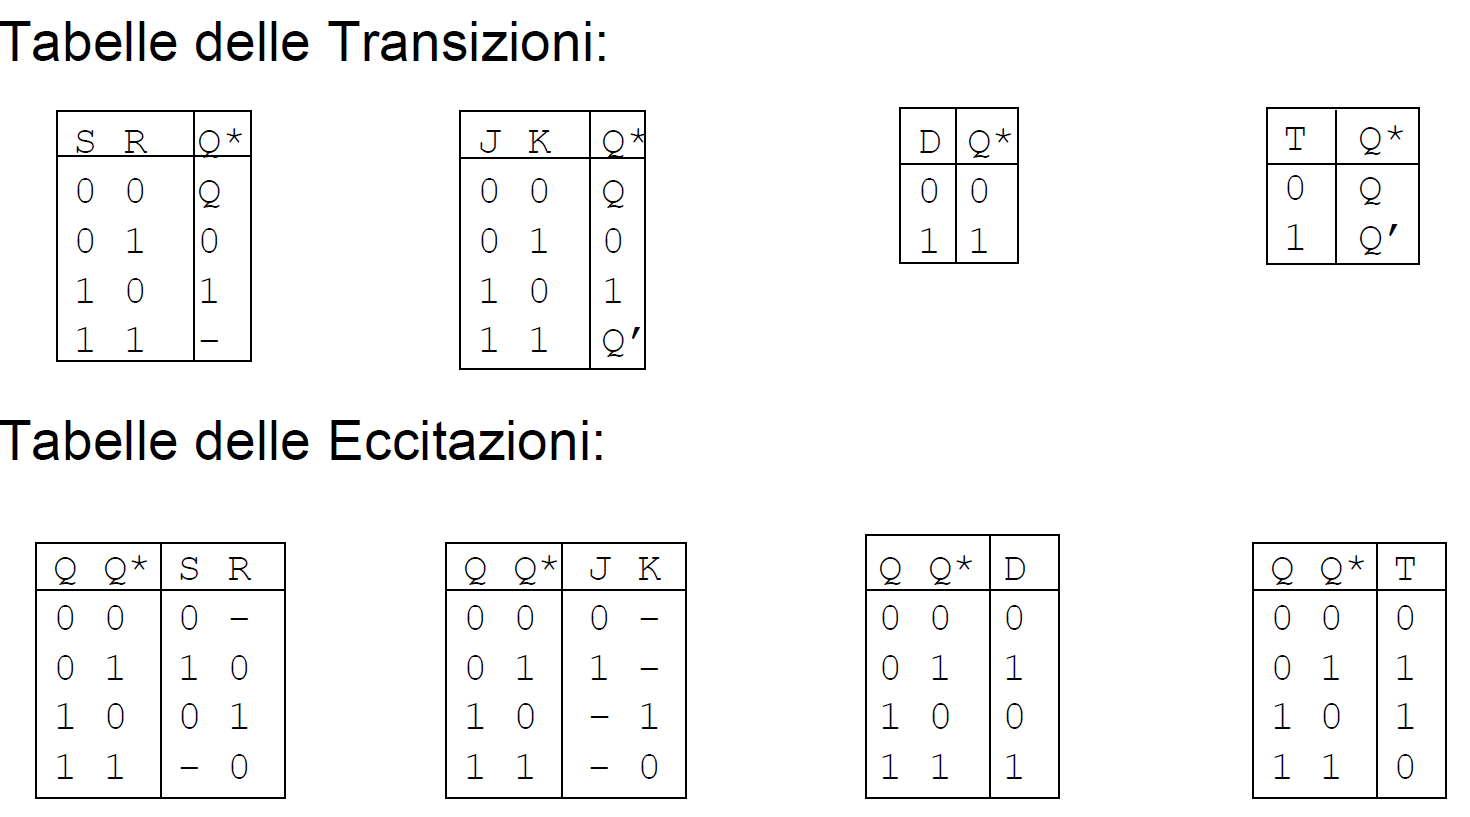 Tabelle delle Transizioni:
S R Q*
0 0 Q
0 1 0
1 0 1
1 1 -
J K Q*
0 0 Q
0 1 0
1 0 1
1 1 Q’
D Q*
0 0
1 1
T Q*
0 Q
1 Q’
Tabelle delle Eccitazioni:
Q Q* S R
0 0 0 -
0 1 1 0
1 0 0 1
1 1 - 0
Q Q* J K
0 0 0 -
0 1 1 -
1 0 - 1
1 1 - 0
Q Q* D
0 0 0
0 1 1
1 0 0
1 1 1
Q Q* T
0 0 0
0 1 1
1 0 1
1 1 0